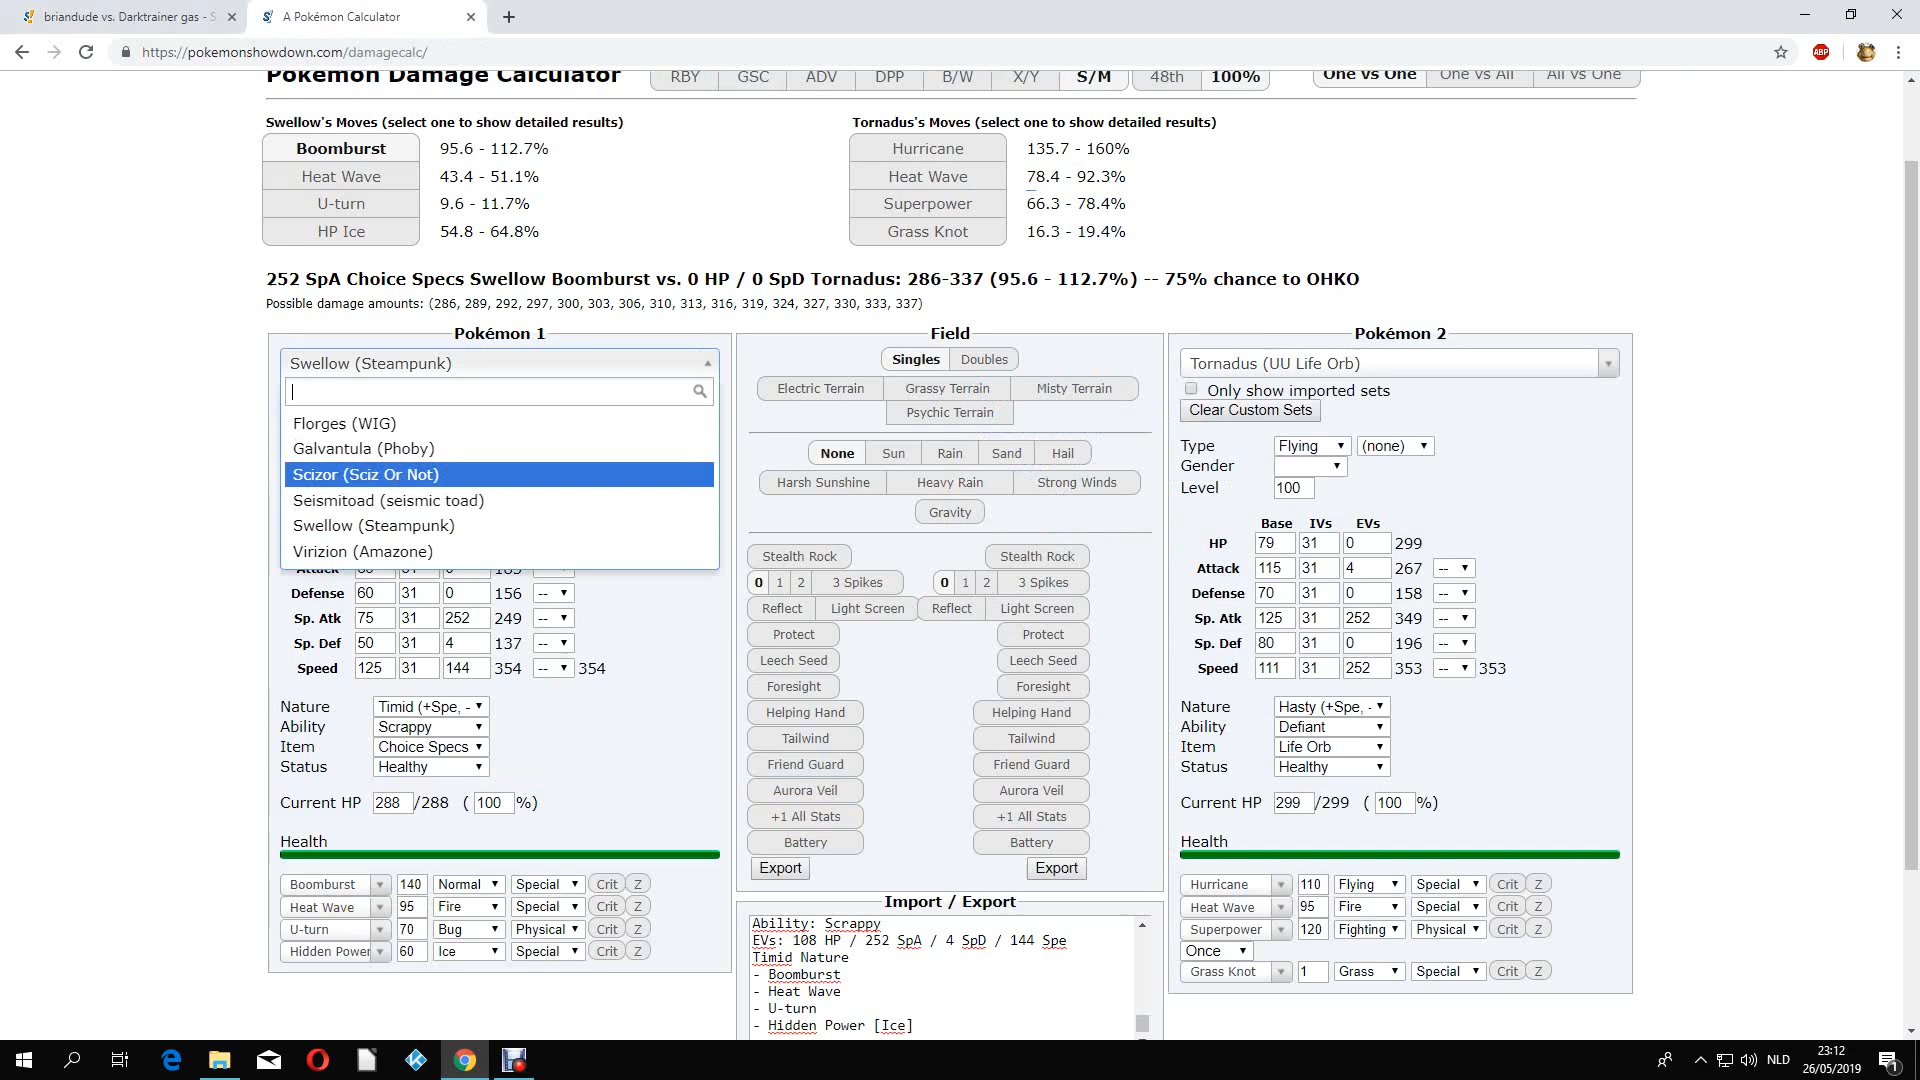 briandude vs. Darktrainer gas - S
A Pokémon Calculator
https://pokemonshowdown.com/damagecalc/
ABP
Pokémon Damage Calculator
RBY GSC ADV DPP B/W X/Y S/M 48th 100% One vs One One vs All All vs One
Swellow's Moves (select one to show detailed results)
Boomburst 95.6 - 112.7%
Heat Wave 43.4 - 51.1%
U-turn 9.6 - 11.7%
HP Ice 54.8 - 64.8%
Tornadus's Moves (select one to show detailed results)
Hurricane 135.7 - 160%
Heat Wave 78.4 - 92.3%
Superpower 66.3 - 78.4%
Grass Knot 16.3 - 19.4%
252 SpA Choice Specs Swellow Boomburst vs. 0 HP / 0 SpD Tornadus: 286-337 (95.6 - 112.7%) -- 75% chance to OHKO
Possible damage amounts: (286, 289, 292, 297, 300, 303, 306, 310, 313, 316, 319, 324, 327, 330, 333, 337)
Pokémon 1
Swellow (Steampunk)
Florges (WIG)
Galvantula (Phoby)
Scizor (Sciz Or Not)
Seismitoad (seismic toad)
Swellow (Steampunk)
Virizion (Amazone)
Defense 60 31 0 156 --
Sp. Atk 75 31 252 249 --
Sp. Def 50 31 4 137 --
Speed 125 31 144 354 -- 354
Nature Timid (+Spe, -
Ability Scrappy
Item Choice Specs
Status Healthy
Current HP 288 /288 ( 100 %)
Health
Boomburst 140 Normal Special Crit Z
Heat Wave 95 Fire Special Crit Z
U-turn 70 Bug Physical Crit Z
Hidden Power 60 Ice Special Crit Z
Field
Singles Doubles
Electric Terrain Grassy Terrain Misty Terrain
Psychic Terrain
None Sun Rain Sand Hail
Harsh Sunshine Heavy Rain Strong Winds
Gravity
Stealth Rock Stealth Rock
0 1 2 3 Spikes 0 1 2 3 Spikes
Reflect Light Screen Reflect Light Screen
Protect Protect
Leech Seed Leech Seed
Foresight Foresight
Helping Hand Helping Hand
Tailwind Tailwind
Friend Guard Friend Guard
Aurora Veil Aurora Veil
+1 All Stats +1 All Stats
Battery Battery
Export Export
Import / Export
Ability: Scrappy
EVs: 108 HP / 252 SpA / 4 SpD / 144 Spe
Timid Nature
- Boomburst
- Heat Wave
- U-turn
- Hidden Power [Ice]
Pokémon 2
Tornadus (UU Life Orb)
Only show imported sets
Clear Custom Sets
Type Flying (none)
Gender
Level 100
Base IVs EVs
HP 79 31 0 299
Attack 115 31 4 267 --
Defense 70 31 0 158 --
Sp. Atk 125 31 252 349 --
Sp. Def 80 31 0 196 --
Speed 111 31 252 353 -- 353
Nature Hasty (+Spe, -
Ability Defiant
Item Life Orb
Status Healthy
Current HP 299 /299 ( 100 %)
Health
Hurricane 110 Flying Special Crit Z
Heat Wave 95 Fire Special Crit Z
Superpower 120 Fighting Physical Crit Z
Once
Grass Knot 1 Grass Special Crit Z
NLD
23:12
26/05/2019
1